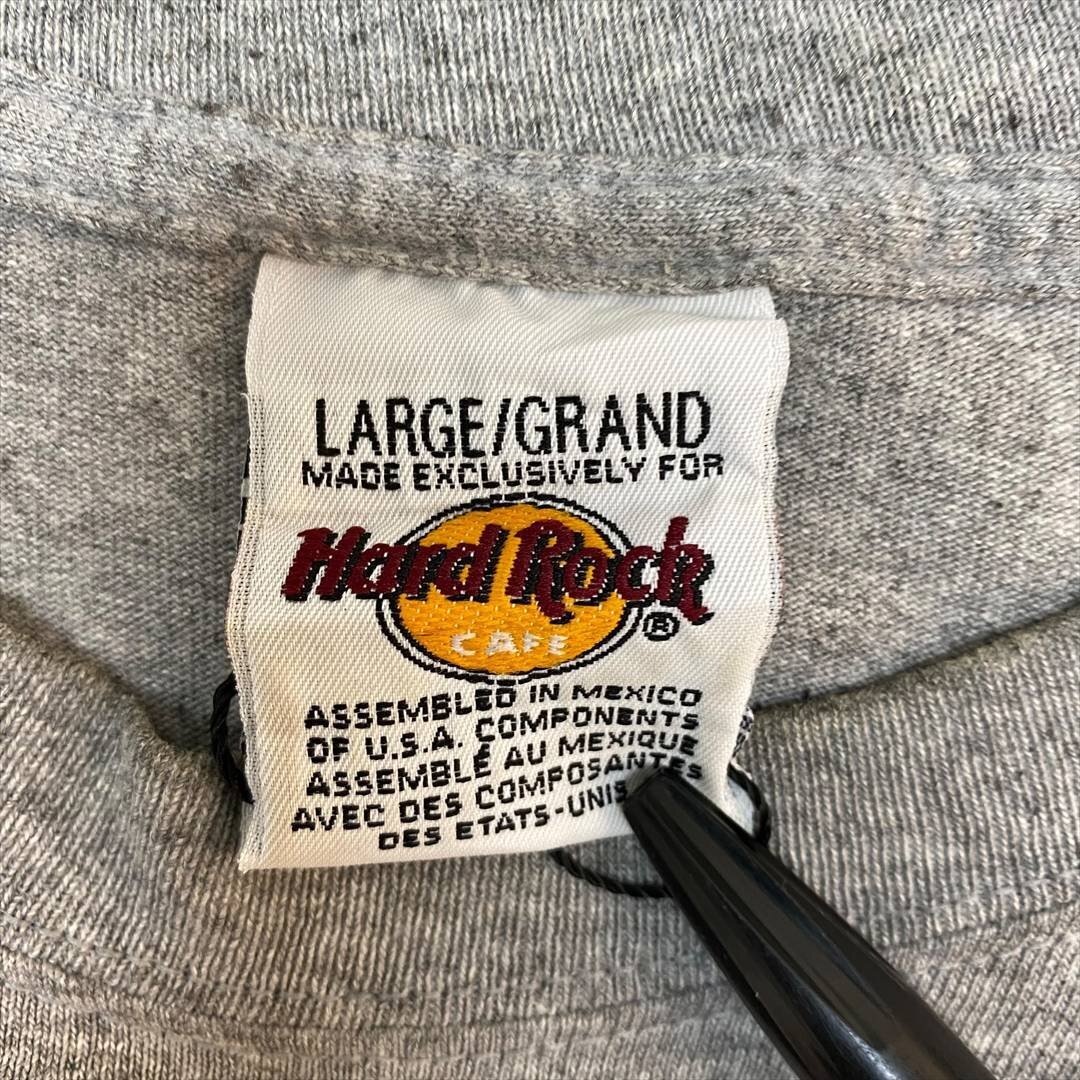 LARGE/GRAND
MADE EXCLUSIVELY FOR
Hard Rock
CAFE ®
ASSEMBLED IN MEXICO
OF U.S.A. COMPONENTS
ASSEMBLÉ AU MEXIQUE
AVEC DES COMPOSANTES
DES ETATS-UNIS